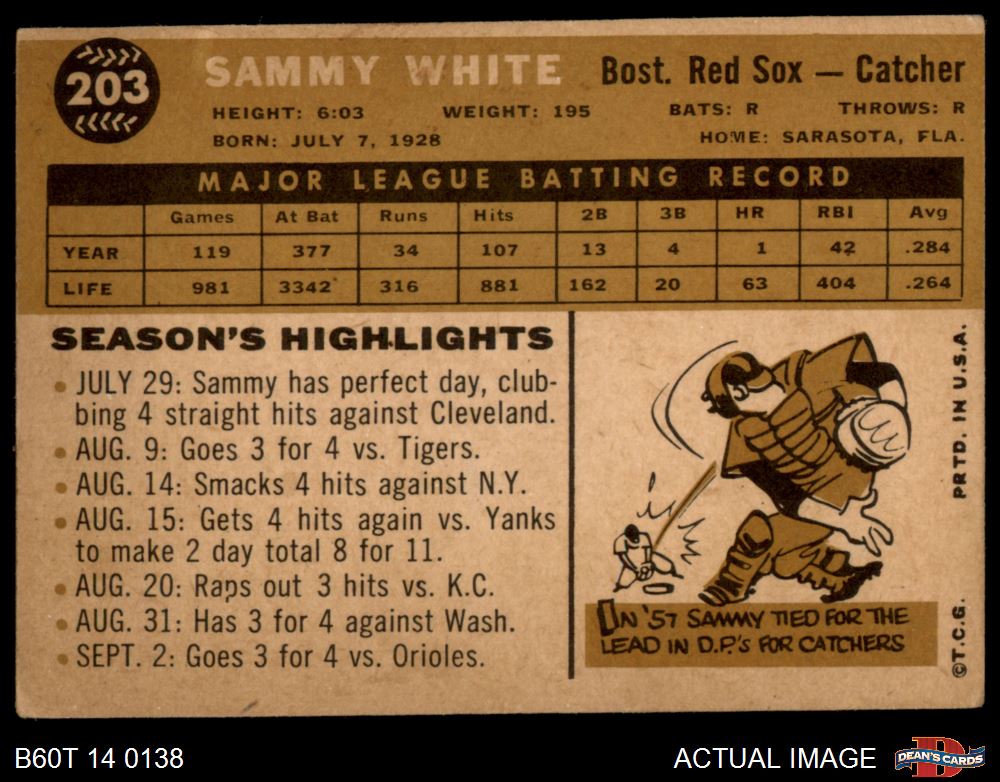 203
SAMMY WHITE Bost. Red Sox — Catcher
HEIGHT: 6:03 WEIGHT: 195 BATS: R THROWS: R
BORN: JULY 7, 1928 HOME: SARASOTA, FLA.
MAJOR LEAGUE BATTING RECORD
Games At Bat Runs Hits 2B 3B HR RBI Avg
YEAR 119 377 34 107 13 4 1 42 .284
LIFE 981 3342 316 881 162 20 63 404 .264
SEASON'S HIGHLIGHTS
• JULY 29: Sammy has perfect day, club-
bing 4 straight hits against Cleveland.
• AUG. 9: Goes 3 for 4 vs. Tigers.
• AUG. 14: Smacks 4 hits against N.Y.
• AUG. 15: Gets 4 hits again vs. Yanks
to make 2 day total 8 for 11.
• AUG. 20: Raps out 3 hits vs. K.C.
• AUG. 31: Has 3 for 4 against Wash.
• SEPT. 2: Goes 3 for 4 vs. Orioles.
IN '57 SAMMY TIED FOR THE
LEAD IN D.P.'S FOR CATCHERS
©T.C.G. PRTD. IN U.S.A.
B60T 14 0138 ACTUAL IMAGE
D
DEAN'S CARDS